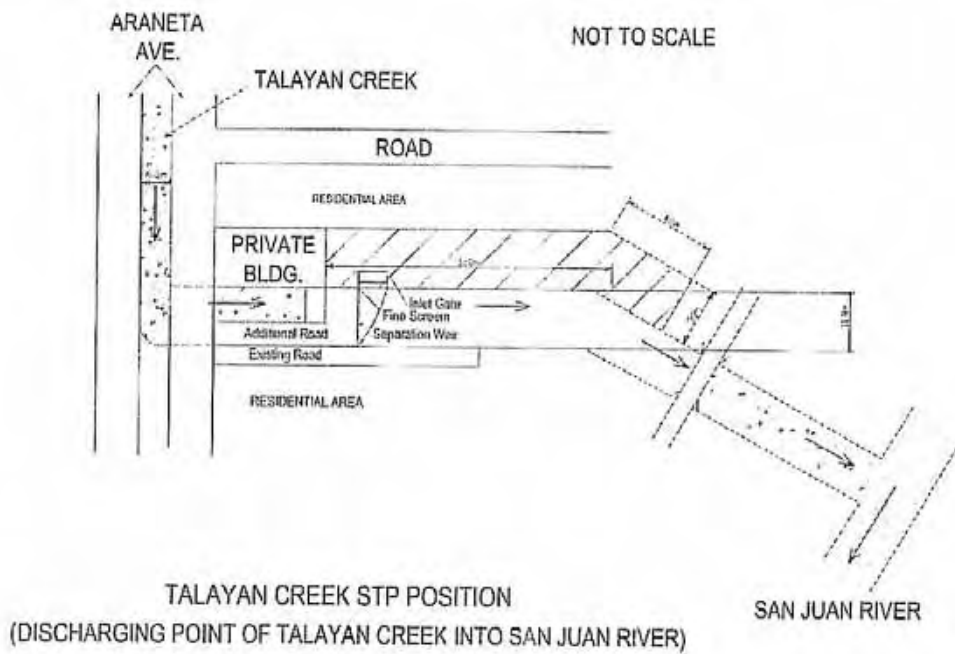 ARANETA
AVE.
NOT TO SCALE
TALAYAN CREEK
ROAD
RESIDENTIAL AREA
PRIVATE
BLDG.
Inlet Gate
Fine Screen
Separation Weir
Additional Road
Existing Road
RESIDENTIAL AREA
TALAYAN CREEK STP POSITION
(DISCHARGING POINT OF TALAYAN CREEK INTO SAN JUAN RIVER)
SAN JUAN RIVER